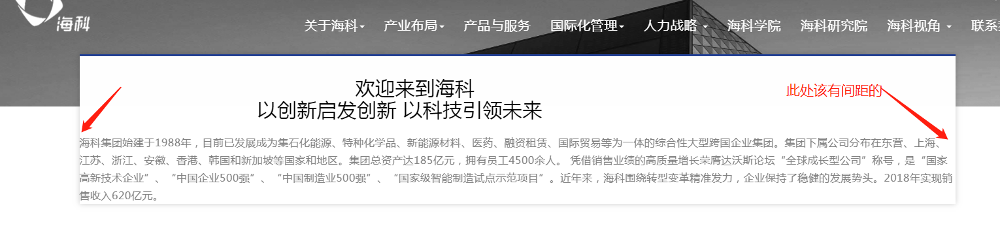 海科
关于海科 产业布局 产品与服务 国际化管理 人力战略 海科学院 海科研究院 海科视角 联系
欢迎来到海科
此处该有间距的
以创新启发创新 以科技引领未来
海科集团始建于1988年，目前已发展成为集石化能源、特种化学品、新能源材料、医药、融资租赁、国际贸易等为一体的综合性大型跨国企业集团。集团下属公司分布在东营、上海、
江苏、浙江、安徽、香港、韩国和新加坡等国家和地区。集团总资产达185亿元，拥有员工4500余人。 凭借销售业绩的高质量增长荣膺达沃斯论坛“全球成长型公司”称号，是“国家
高新技术企业”、“中国企业500强”、“中国制造业500强”、“国家级智能制造试点示范项目”。近年来，海科围绕转型变革精准发力，企业保持了稳健的发展势头。2018年实现销
售收入620亿元。